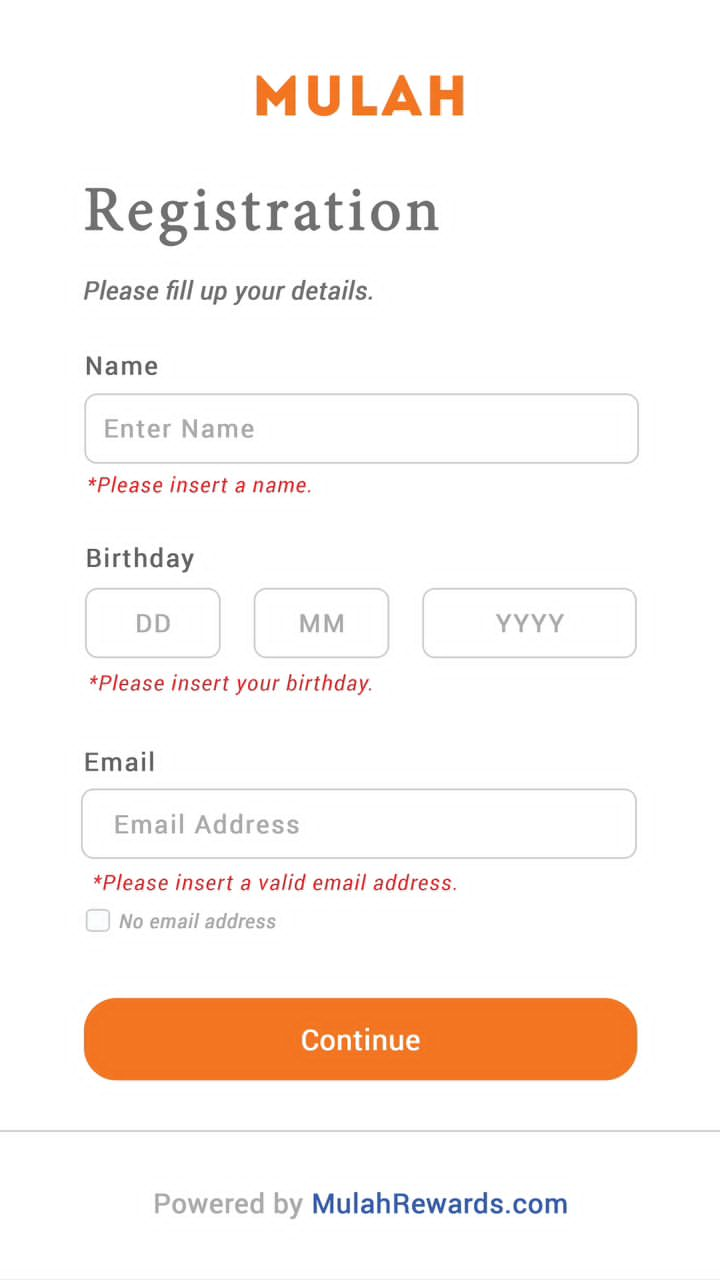 MULAH
Registration
Please fill up your details.
Name
Enter Name
*Please insert a name.
Birthday
DD MM YYYY
*Please insert your birthday.
Email
Email Address
*Please insert a valid email address.
No email address
Continue
Powered by MulahRewards.com